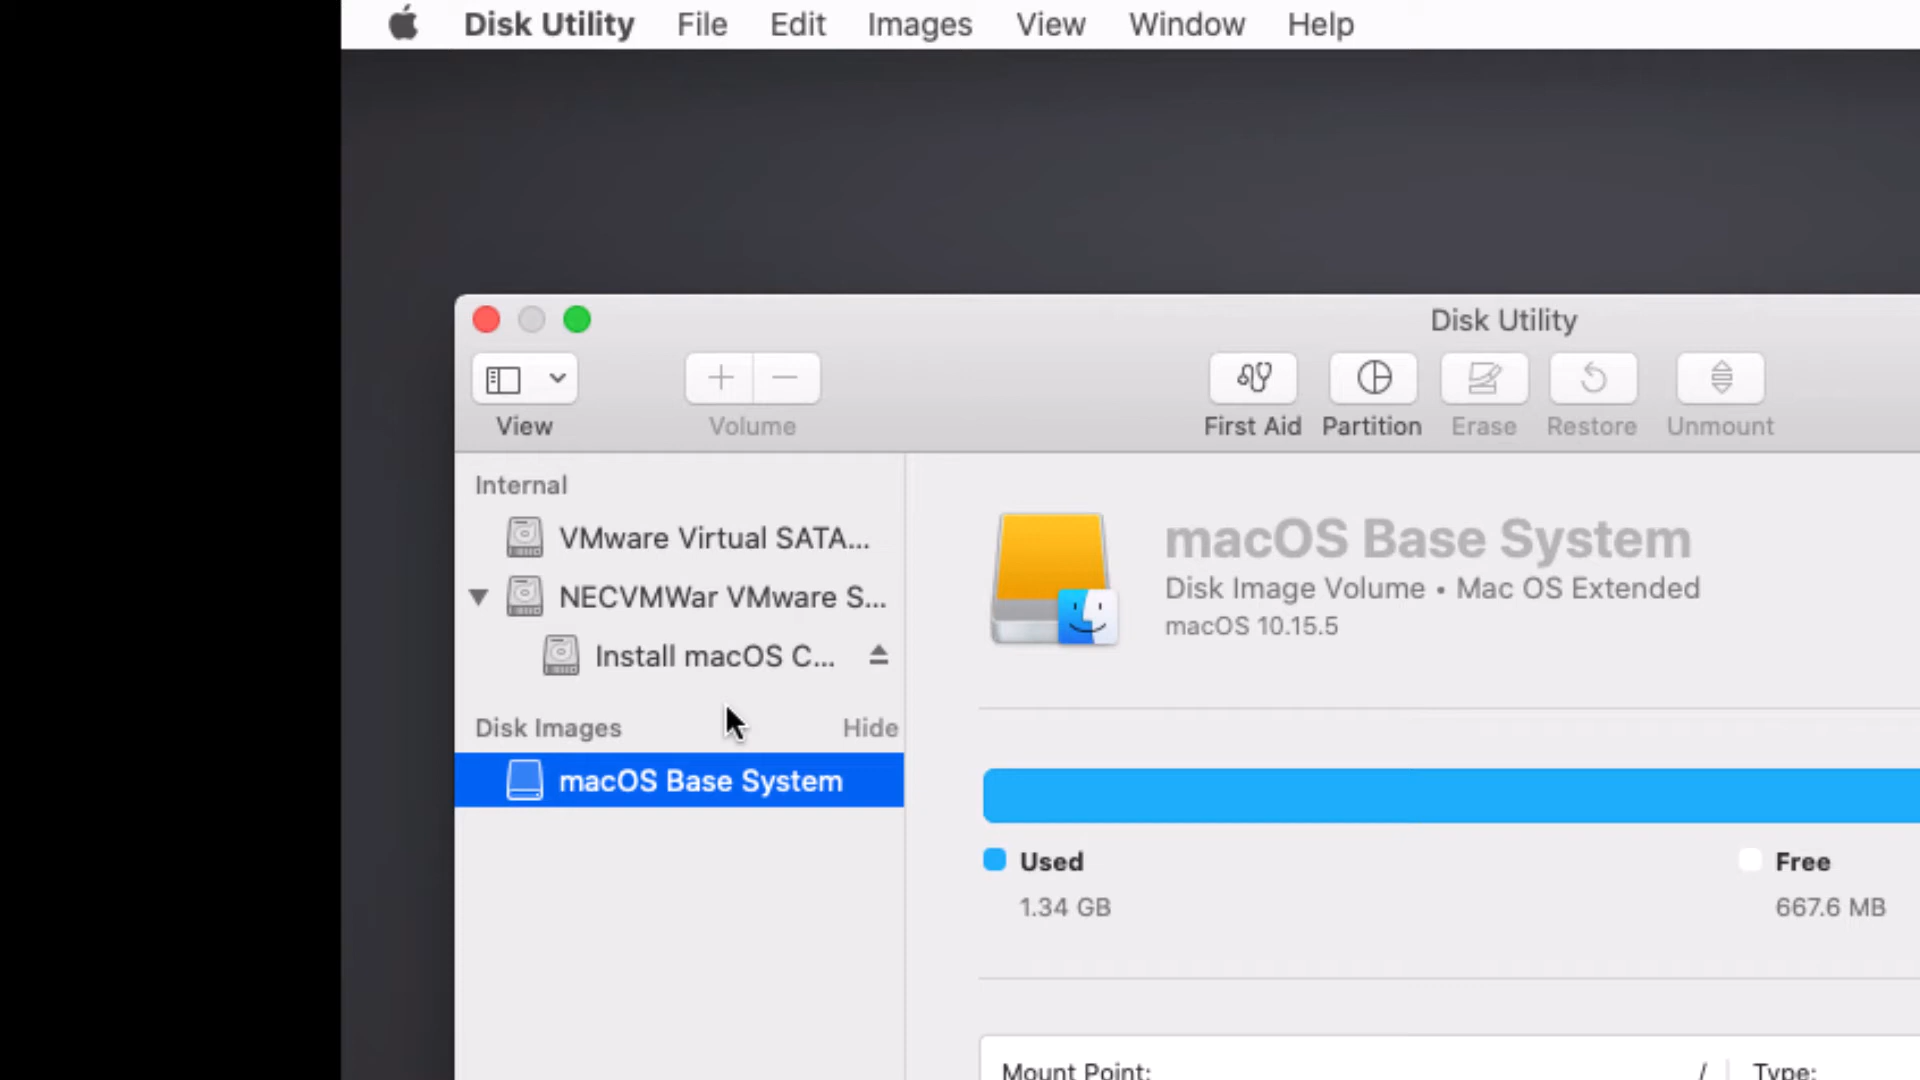 Disk Utility File Edit Images View Window Help
Disk Utility
View Volume First Aid Partition Erase Restore Unmount
Internal
VMware Virtual SATA...
NECVMWar VMware S...
Install macOS C...
Disk Images Hide
macOS Base System
macOS Base System
Disk Image Volume • Mac OS Extended
macOS 10.15.5
Used Free
1.34 GB 667.6 MB
Mount Point: / Type: